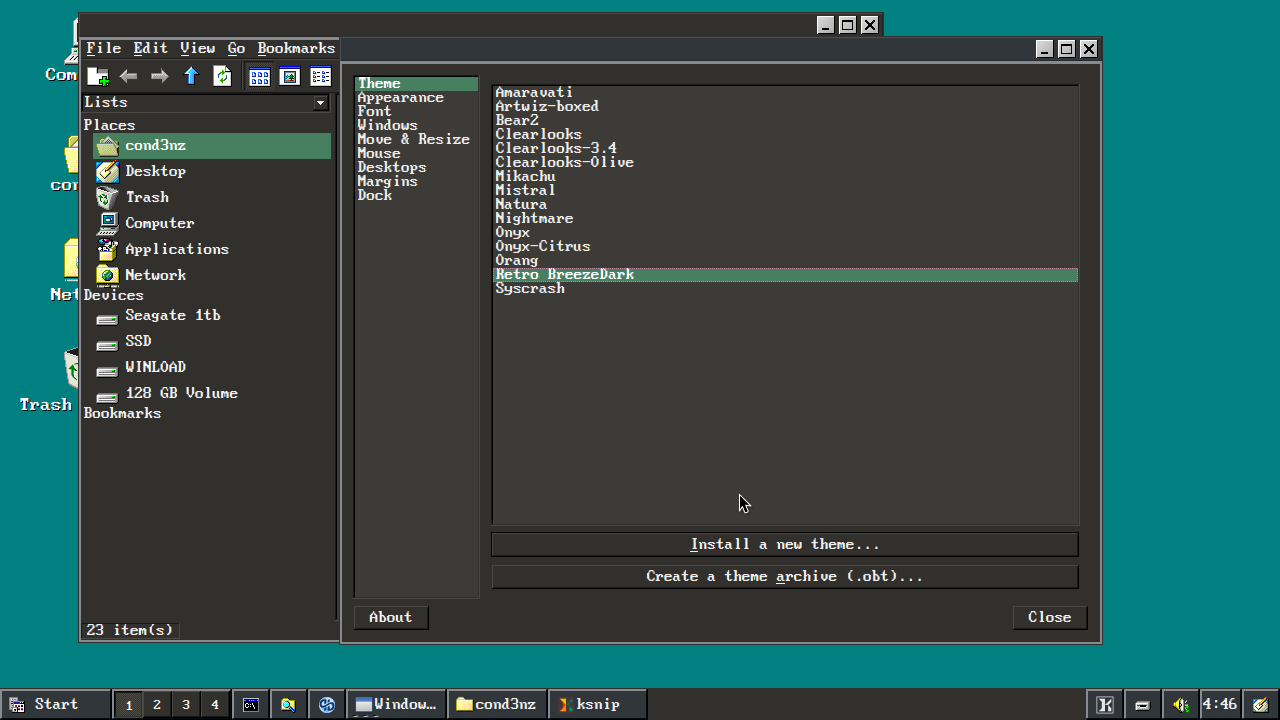 Com
con
Net
Trash
File Edit View Go Bookmarks
Lists
Places
cond3nz
Desktop
Trash
Computer
Applications
Network
Devices
Seagate 1tb
SSD
WINLOAD
128 GB Volume
Bookmarks
23 item(s)
Theme
Appearance
Font
Windows
Move & Resize
Mouse
Desktops
Margins
Dock
Amaravati
Artwiz-boxed
Bear2
Clearlooks
Clearlooks-3.4
Clearlooks-Olive
Mikachu
Mistral
Natura
Nightmare
Onyx
Onyx-Citrus
Orang
Retro BreezeDark
Syscrash
Install a new theme...
Create a theme archive (.obt)...
About
Close
Start 1 2 3 4 Window... cond3nz ksnip 4:46